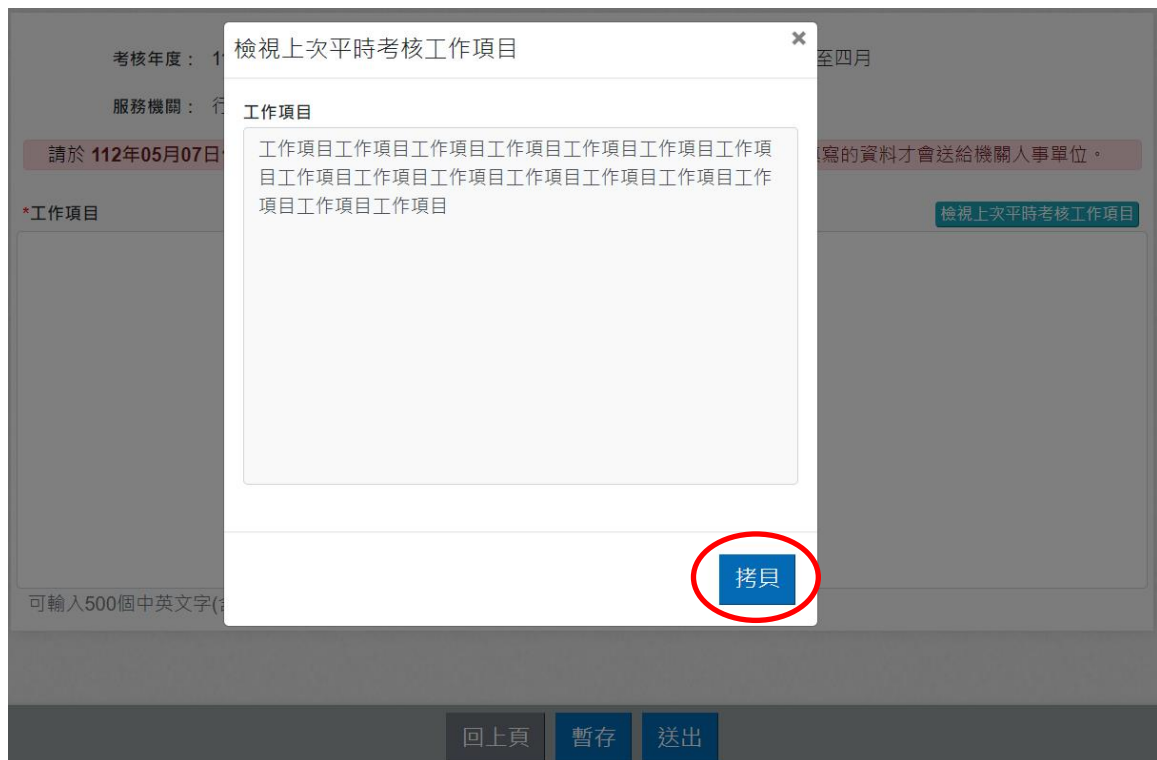 檢視上次平時考核工作項目 ×
考核年度： 1 至四月
服務機關： 行
工作項目
請於 112年05月07日 寫的資料才會送給機關人事單位。
工作項目工作項目工作項目工作項目工作項目工作項目工作項
目工作項目工作項目工作項目工作項目工作項目工作項目工作
項目工作項目工作項目
*工作項目 檢視上次平時考核工作項目
拷貝
可輸入500個中英文字(
回上頁 暫存 送出